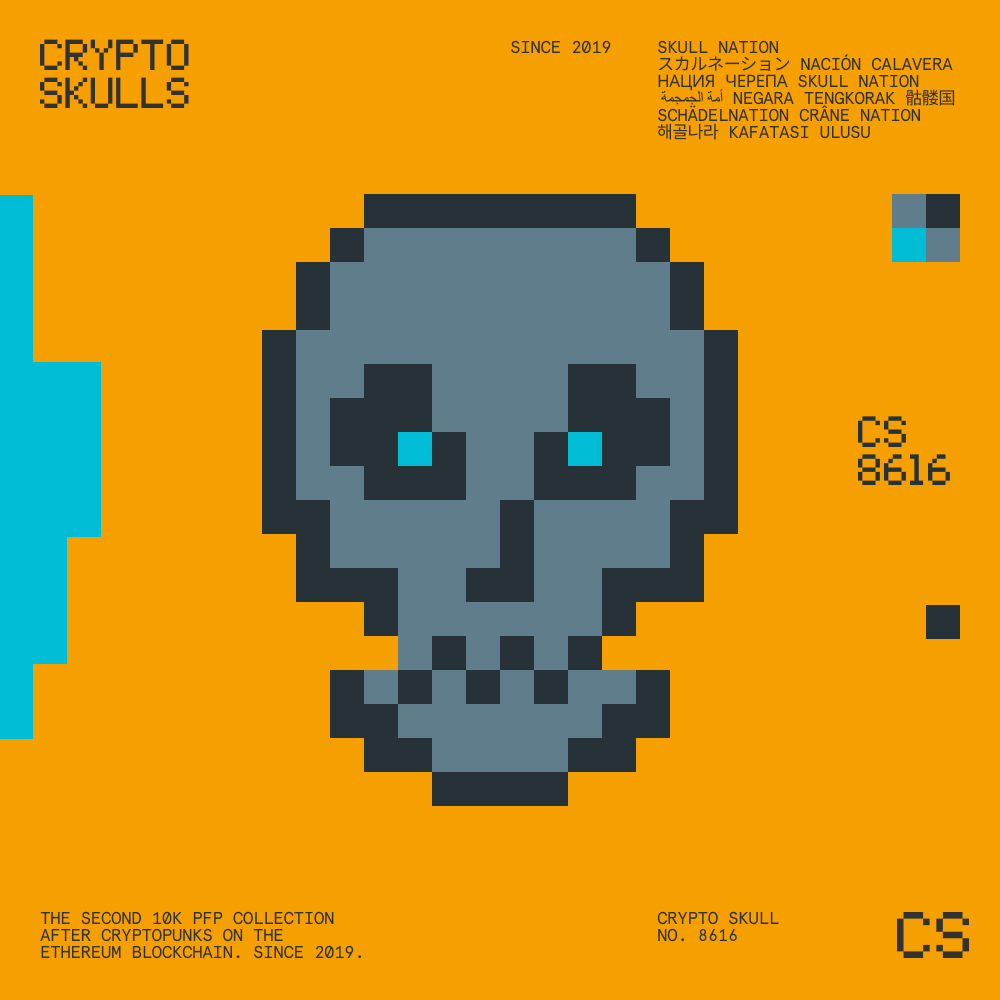 CRYPTO
SKULLS
SINCE 2019
SKULL NATION
スカルネーション NACIÓN CALAVERA
НАЦИЯ ЧЕРЕПА SKULL NATION
أمة الجمجمة NEGARA TENGKORAK 骷髅国
SCHÄDELNATION CRÂNE NATION
해골나라 KAFATASI ULUSU
CS
8616
THE SECOND 10K PFP COLLECTION
AFTER CRYPTOPUNKS ON THE
ETHEREUM BLOCKCHAIN. SINCE 2019.
CRYPTO SKULL
NO. 8616
CS